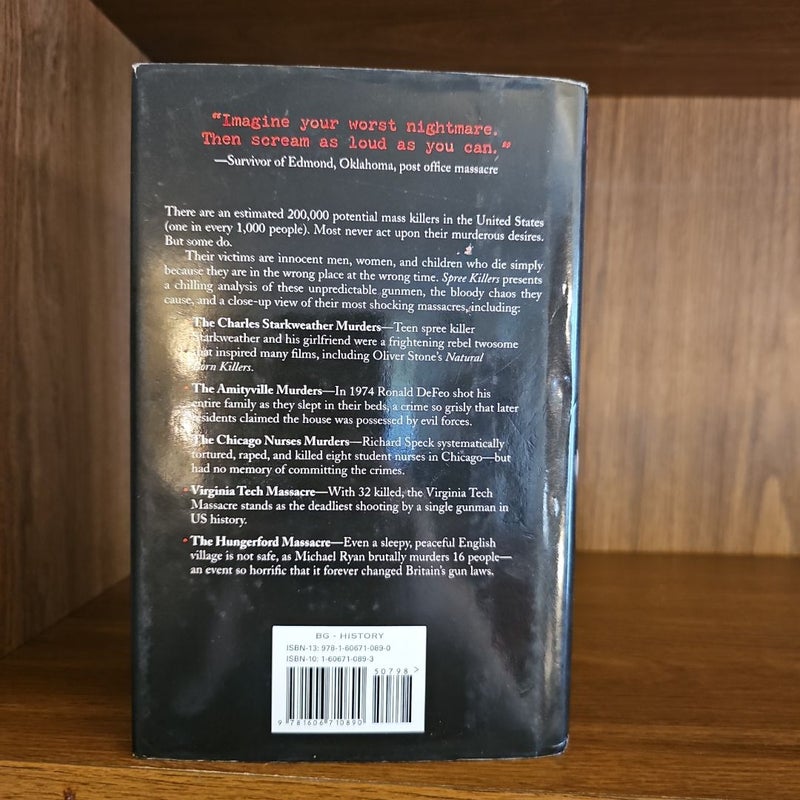 "Imagine your worst nightmare.
Then scream as loud as you can."
—Survivor of Edmond, Oklahoma, post office massacre
There are an estimated 200,000 potential mass killers in the United States
(one in every 1,000 people). Most never act upon their murderous desires.
But some do.
Their victims are innocent men, women, and children who die simply
because they are in the wrong place at the wrong time. Spree Killers presents
a chilling analysis of these unpredictable gunmen, the bloody chaos they
cause, and a close-up view of their most shocking massacres, including:
The Charles Starkweather Murders—Teen spree killer
Starkweather and his girlfriend were a frightening rebel twosome
that inspired many films, including Oliver Stone's Natural
Born Killers.
The Amityville Murders—In 1974 Ronald DeFeo shot his
entire family as they slept in their beds, a crime so grisly that later
residents claimed the house was possessed by evil forces.
The Chicago Nurses Murders—Richard Speck systematically
tortured, raped, and killed eight student nurses in Chicago—but
had no memory of committing the crimes.
• Virginia Tech Massacre—With 32 killed, the Virginia Tech
Massacre stands as the deadliest shooting by a single gunman in
US history.
• The Hungerford Massacre—Even a sleepy, peaceful English
village is not safe, as Michael Ryan brutally murders 16 people—
an event so horrific that it forever changed Britain's gun laws.
BG - HISTORY
ISBN-13: 978-1-60671-089-0
ISBN-10: 1-60671-089-3
50798 >
9 781606 710890